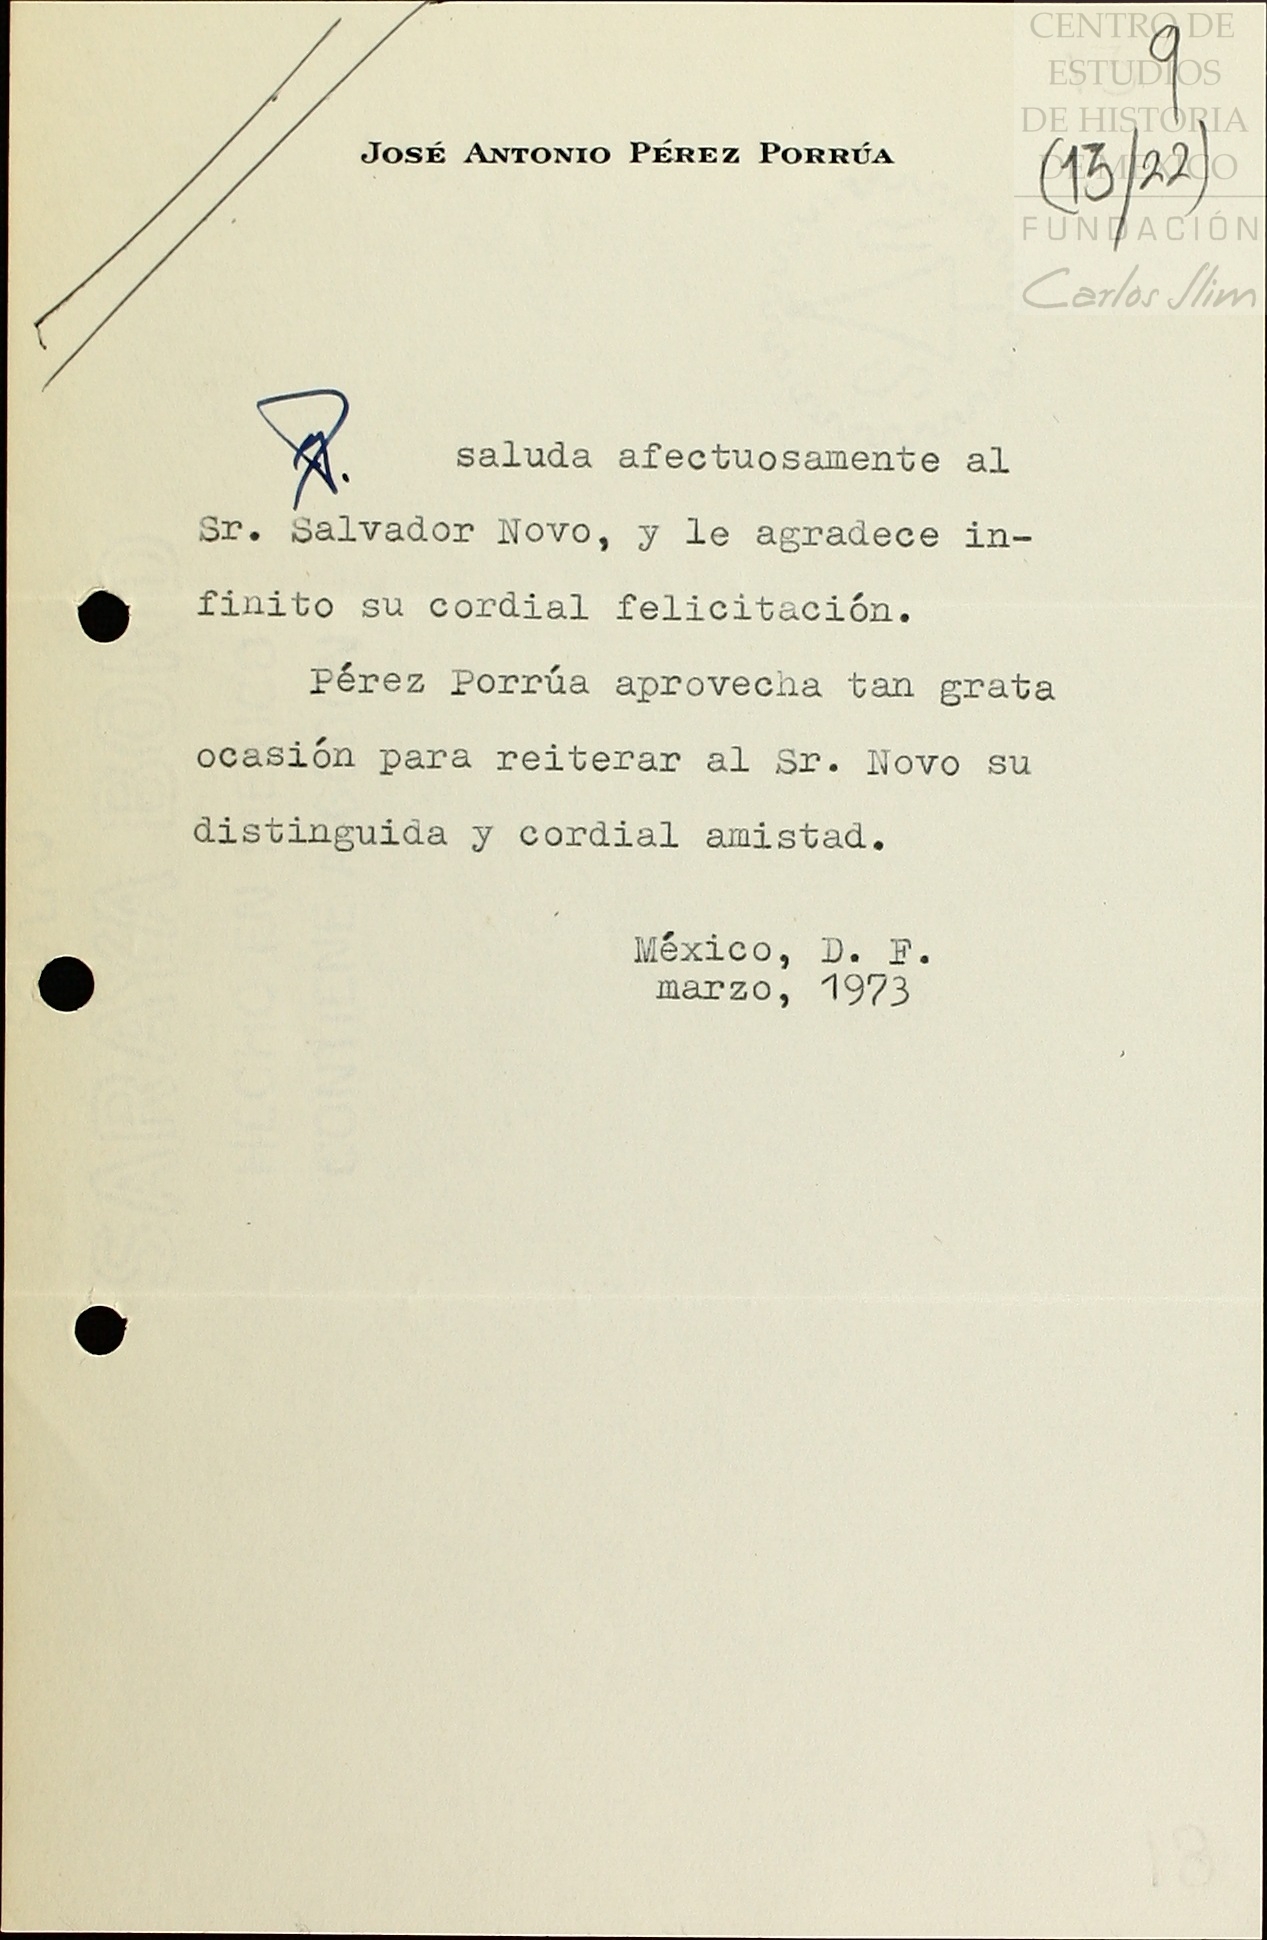 CENTRO DE
ESTUDIOS
DE HISTORIA
DE MÉXICO
FUNDACIÓN
Carlos Slim
9
(13/22)
JOSÉ ANTONIO PÉREZ PORRÚA
saluda afectuosamente al
Sr. Salvador Novo, y le agradece in-
finito su cordial felicitación.
Pérez Porrúa aprovecha tan grata
ocasión para reiterar al Sr. Novo su
distinguida y cordial amistad.
México, D. F.
marzo, 1973